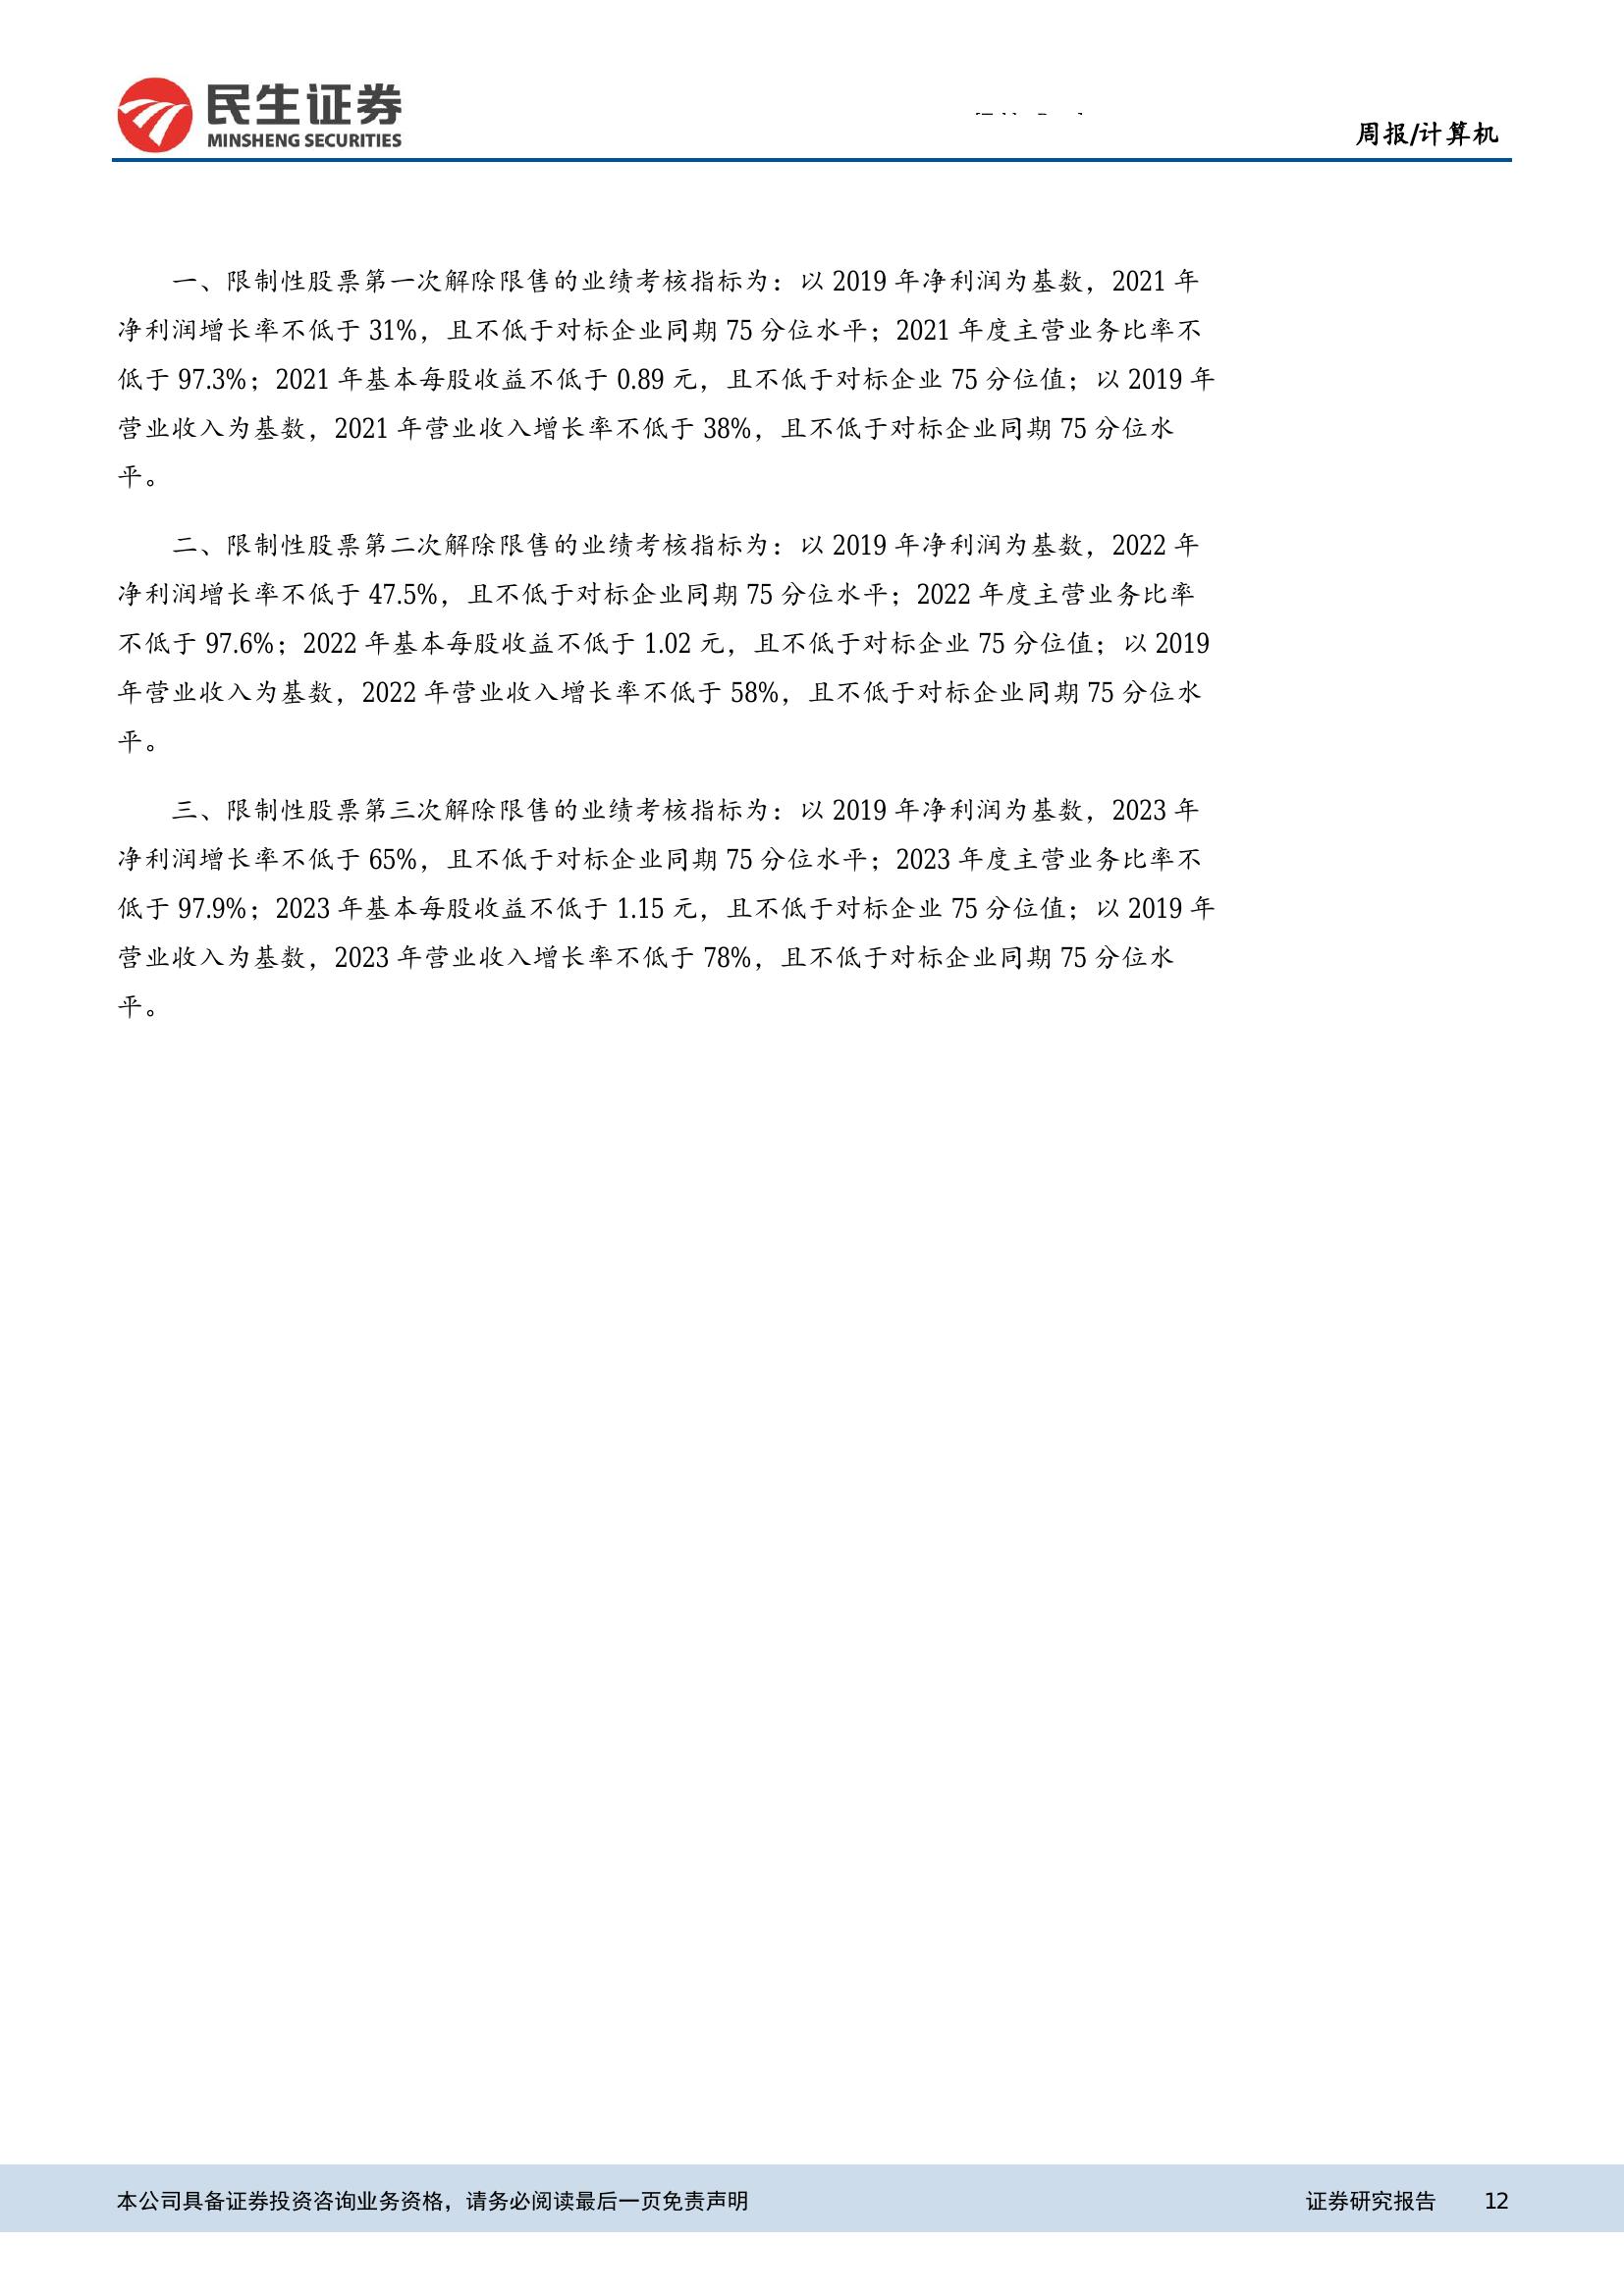 民生证券
MINSHENG SECURITIES
周报/计算机
一、限制性股票第一次解除限售的业绩考核指标为：以 2019 年净利润为基数，2021 年
净利润增长率不低于 31%，且不低于对标企业同期 75 分位水平；2021 年度主营业务比率不
低于 97.3%；2021 年基本每股收益不低于 0.89 元，且不低于对标企业 75 分位值；以 2019 年
营业收入为基数，2021 年营业收入增长率不低于 38%，且不低于对标企业同期 75 分位水
平。
二、限制性股票第二次解除限售的业绩考核指标为：以 2019 年净利润为基数，2022 年
净利润增长率不低于 47.5%，且不低于对标企业同期 75 分位水平；2022 年度主营业务比率
不低于 97.6%；2022 年基本每股收益不低于 1.02 元，且不低于对标企业 75 分位值；以 2019
年营业收入为基数，2022 年营业收入增长率不低于 58%，且不低于对标企业同期 75 分位水
平。
三、限制性股票第三次解除限售的业绩考核指标为：以 2019 年净利润为基数，2023 年
净利润增长率不低于 65%，且不低于对标企业同期 75 分位水平；2023 年度主营业务比率不
低于 97.9%；2023 年基本每股收益不低于 1.15 元，且不低于对标企业 75 分位值；以 2019 年
营业收入为基数，2023 年营业收入增长率不低于 78%，且不低于对标企业同期 75 分位水
平。
本公司具备证券投资咨询业务资格，请务必阅读最后一页免责声明
证券研究报告 12